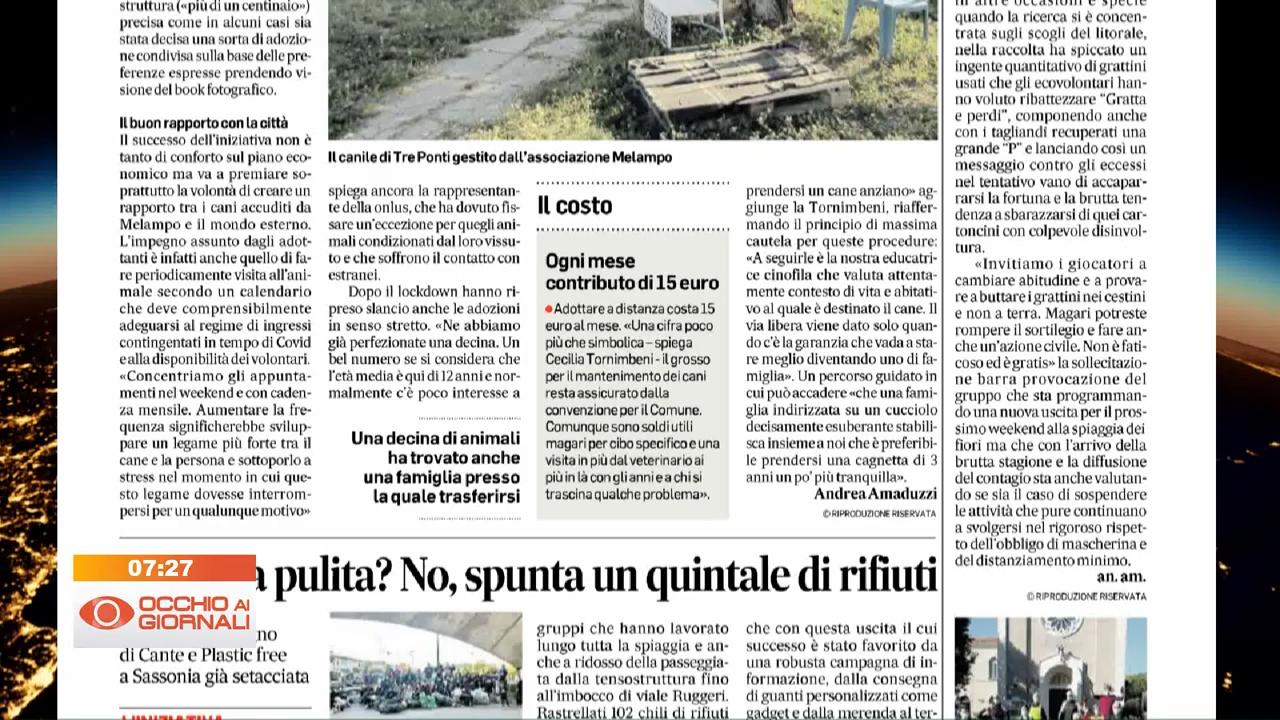 struttura («più di un centinaio»)
precisa come in alcuni casi sia
stata decisa una sorta di adozio-
ne condivisa sulla base delle pre-
ferenze espresse prendendo vi-
sione del book fotografico.
Il buon rapporto con la città
Il successo dell'iniziativa non è
tanto di conforto sul piano eco-
nomico ma va a premiare so-
prattutto la volontà di creare un
rapporto tra i cani accuditi da
Melampo e il mondo esterno.
L'impegno assunto dagli adot-
tanti è infatti anche quello di fa-
re periodicamente visita all'ani-
male secondo un calendario
che deve comprensibilmente
adeguarsi al regime di ingressi
contingentati in tempo di Covid
e alla disponibilità dei volontari.
«Concentriamo gli appunta-
menti nel weekend e con caden-
za mensile. Aumentare la fre-
quenza significherebbe svilup-
pare un legame più forte tra il
cane e la persona e sottoporlo a
stress nel momento in cui que-
sto legame dovesse interrom-
persi per un qualunque motivo»
Il canile di Tre Ponti gestito dall'associazione Melampo
spiega ancora la rappresentan-
te della onlus, che ha dovuto fis-
sare un'eccezione per quegli ani-
mali condizionati dal loro vissu-
to e che soffrono il contatto con
estranei.
Dopo il lockdown hanno ri-
preso slancio anche le adozioni
in senso stretto. «Ne abbiamo
già perfezionate una decina. Un
bel numero se si considera che
l'età media è qui di 12 anni e nor-
malmente c'è poco interesse a
Una decina di animali
ha trovato anche
una famiglia presso
la quale trasferirsi
Il costo
Ogni mese
contributo di 15 euro
●Adottare a distanza costa 15
euro al mese. «Una cifra poco
più che simbolica – spiega
Cecilia Tornimbeni - il grosso
per il mantenimento dei cani
resta assicurato dalla
convenzione per il Comune.
Comunque sono soldi utili
magari per cibo specifico e una
visita in più dal veterinario ai
più in là con gli anni e a chi si
trascina qualche problema».
prendersi un cane anziano» ag-
giunge la Tornimbeni, riaffer-
mando il principio di massima
cautela per queste procedure:
«A seguirle è la nostra educatri-
ce cinofila che valuta attenta-
mente contesto di vita e abitati-
vo al quale è destinato il cane. Il
via libera viene dato solo quan-
do c'è la garanzia che vada a sta-
re meglio diventando uno di fa-
miglia». Un percorso guidato in
cui può accadere «che una fami-
glia indirizzata su un cucciolo
decisamente esuberante stabili-
sca insieme a noi che è preferibi-
le prendersi una cagnetta di 3
anni un po' più tranquilla».
Andrea Amaduzzi
© RIPRODUZIONE RISERVATA
in altre occasioni e specie
quando la ricerca si è concen-
trata sugli scogli del litorale,
nella raccolta ha spiccato un
ingente quantitativo di grattini
usati che gli ecovolontari han-
no voluto ribattezzare "Gratta
e perdi", componendo anche
con i tagliandi recuperati una
grande "P" e lanciando così un
messaggio contro gli eccessi
nel tentativo vano di accapar-
rarsi la fortuna e la brutta ten-
denza a sbarazzarsi di quei car-
toncini con colpevole disinvol-
tura.
«Invitiamo i giocatori a
cambiare abitudine e a prova-
re a buttare i grattini nei cestini
e non a terra. Magari potreste
rompere il sortilegio e fare an-
che un'azione civile. Non è fati-
coso ed è gratis» la sollecitazio-
ne barra provocazione del
gruppo che sta programman-
do una nuova uscita per il pros-
simo weekend alla spiaggia dei
fiori ma che con l'arrivo della
brutta stagione e la diffusione
del contagio sta anche valutan-
do se sia il caso di sospendere
le attività che pure continuano
a svolgersi nel rigoroso rispet-
to dell'obbligo di mascherina e
del distanziamento minimo.
an. am.
© RIPRODUZIONE RISERVATA
07:27
OCCHIO AI
GIORNALI
a pulita? No, spunta un quintale di rifiuti
no
di Cante e Plastic free
a Sassonia già setacciata
L'INIZIATIVA
gruppi che hanno lavorato
lungo tutta la spiaggia e an-
che a ridosso della passeggia-
ta dalla tensostruttura fino
all'imbocco di viale Ruggeri.
Rastrellati 102 chili di rifiuti
che con questa uscita il cui
successo è stato favorito da
una robusta campagna di in-
formazione, dalla consegna
di guanti personalizzati come
gadget e dalla merenda al ter-